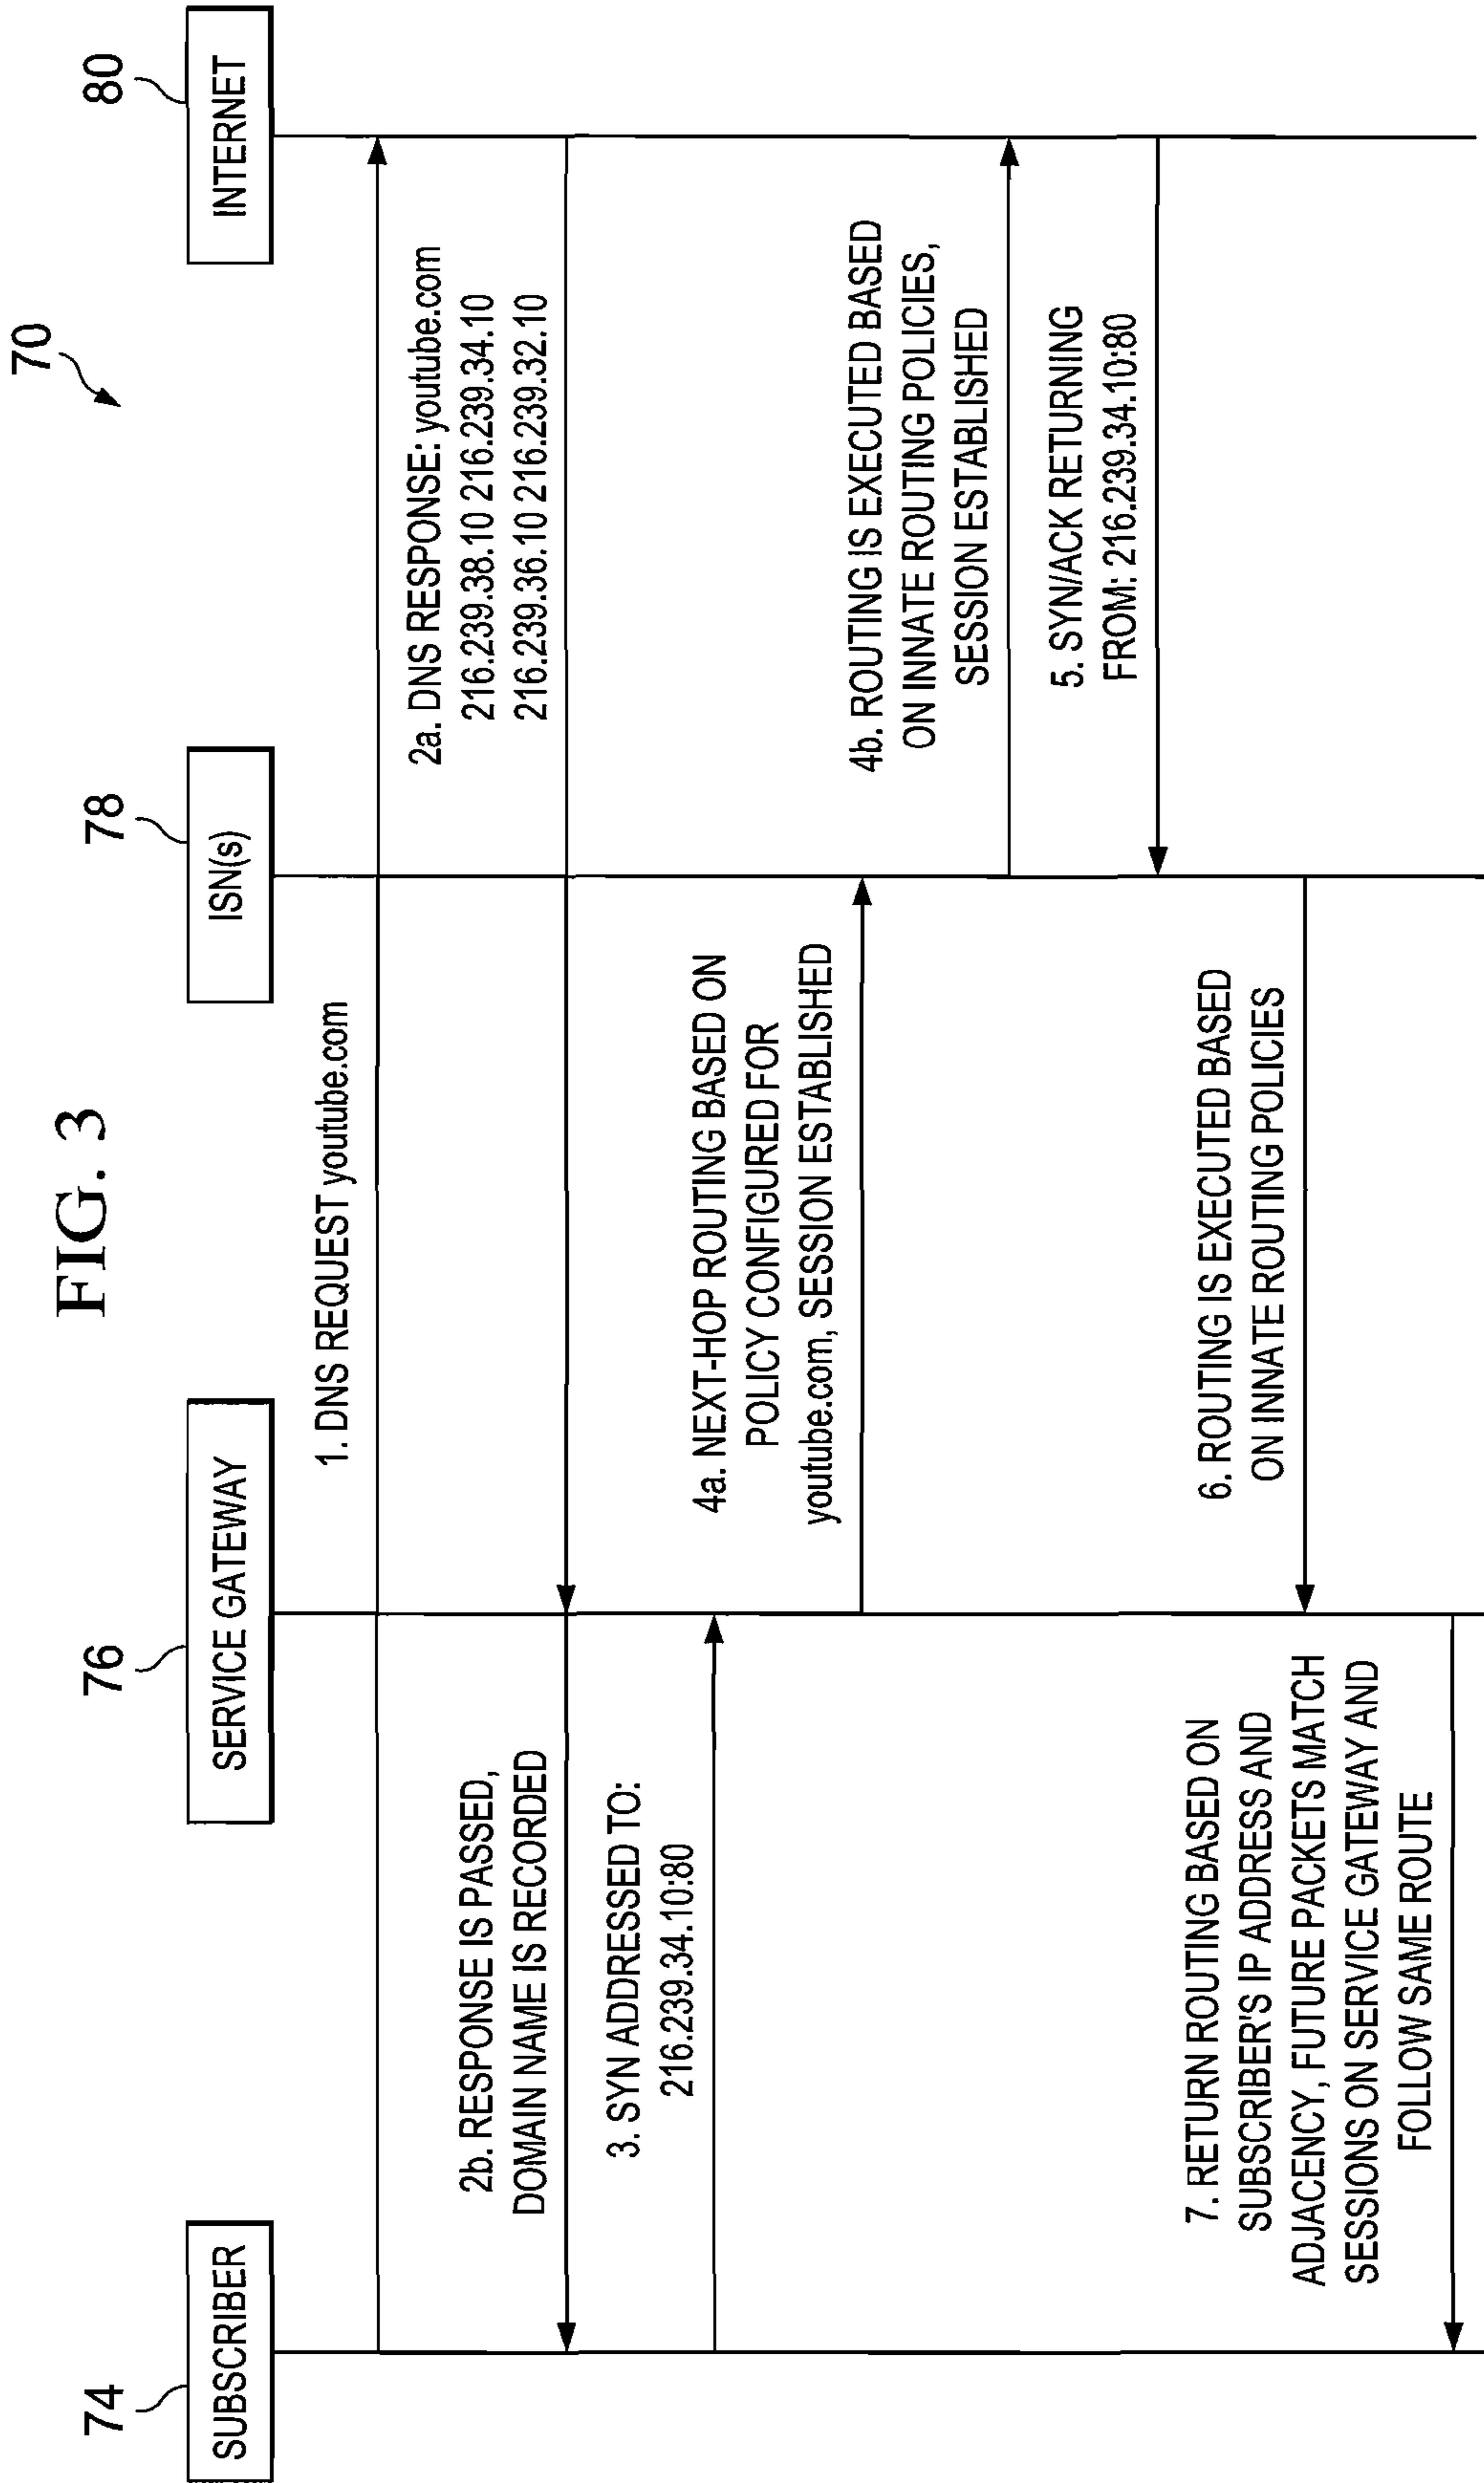 FIG. 3
70
74
SUBSCRIBER
76
SERVICE GATEWAY
78
ISN(s)
80
INTERNET
1. DNS REQUEST youtube.com
2a. DNS RESPONSE: youtube.com
216.239.38.10 216.239.34.10
216.239.36.10 216.239.32.10
2b. RESPONSE IS PASSED,
DOMAIN NAME IS RECORDED
3. SYN ADDRESSED TO:
216.239.34.10:80
4a. NEXT-HOP ROUTING BASED ON
POLICY CONFIGURED FOR
youtube.com, SESSION ESTABLISHED
4b. ROUTING IS EXECUTED BASED
ON INNATE ROUTING POLICIES,
SESSION ESTABLISHED
5. SYN/ACK RETURNING
FROM: 216.239.34.10:80
6. ROUTING IS EXECUTED BASED
ON INNATE ROUTING POLICIES
7. RETURN ROUTING BASED ON
SUBSCRIBER'S IP ADDRESS AND
ADJACENCY, FUTURE PACKETS MATCH
SESSIONS ON SERVICE GATEWAY AND
FOLLOW SAME ROUTE